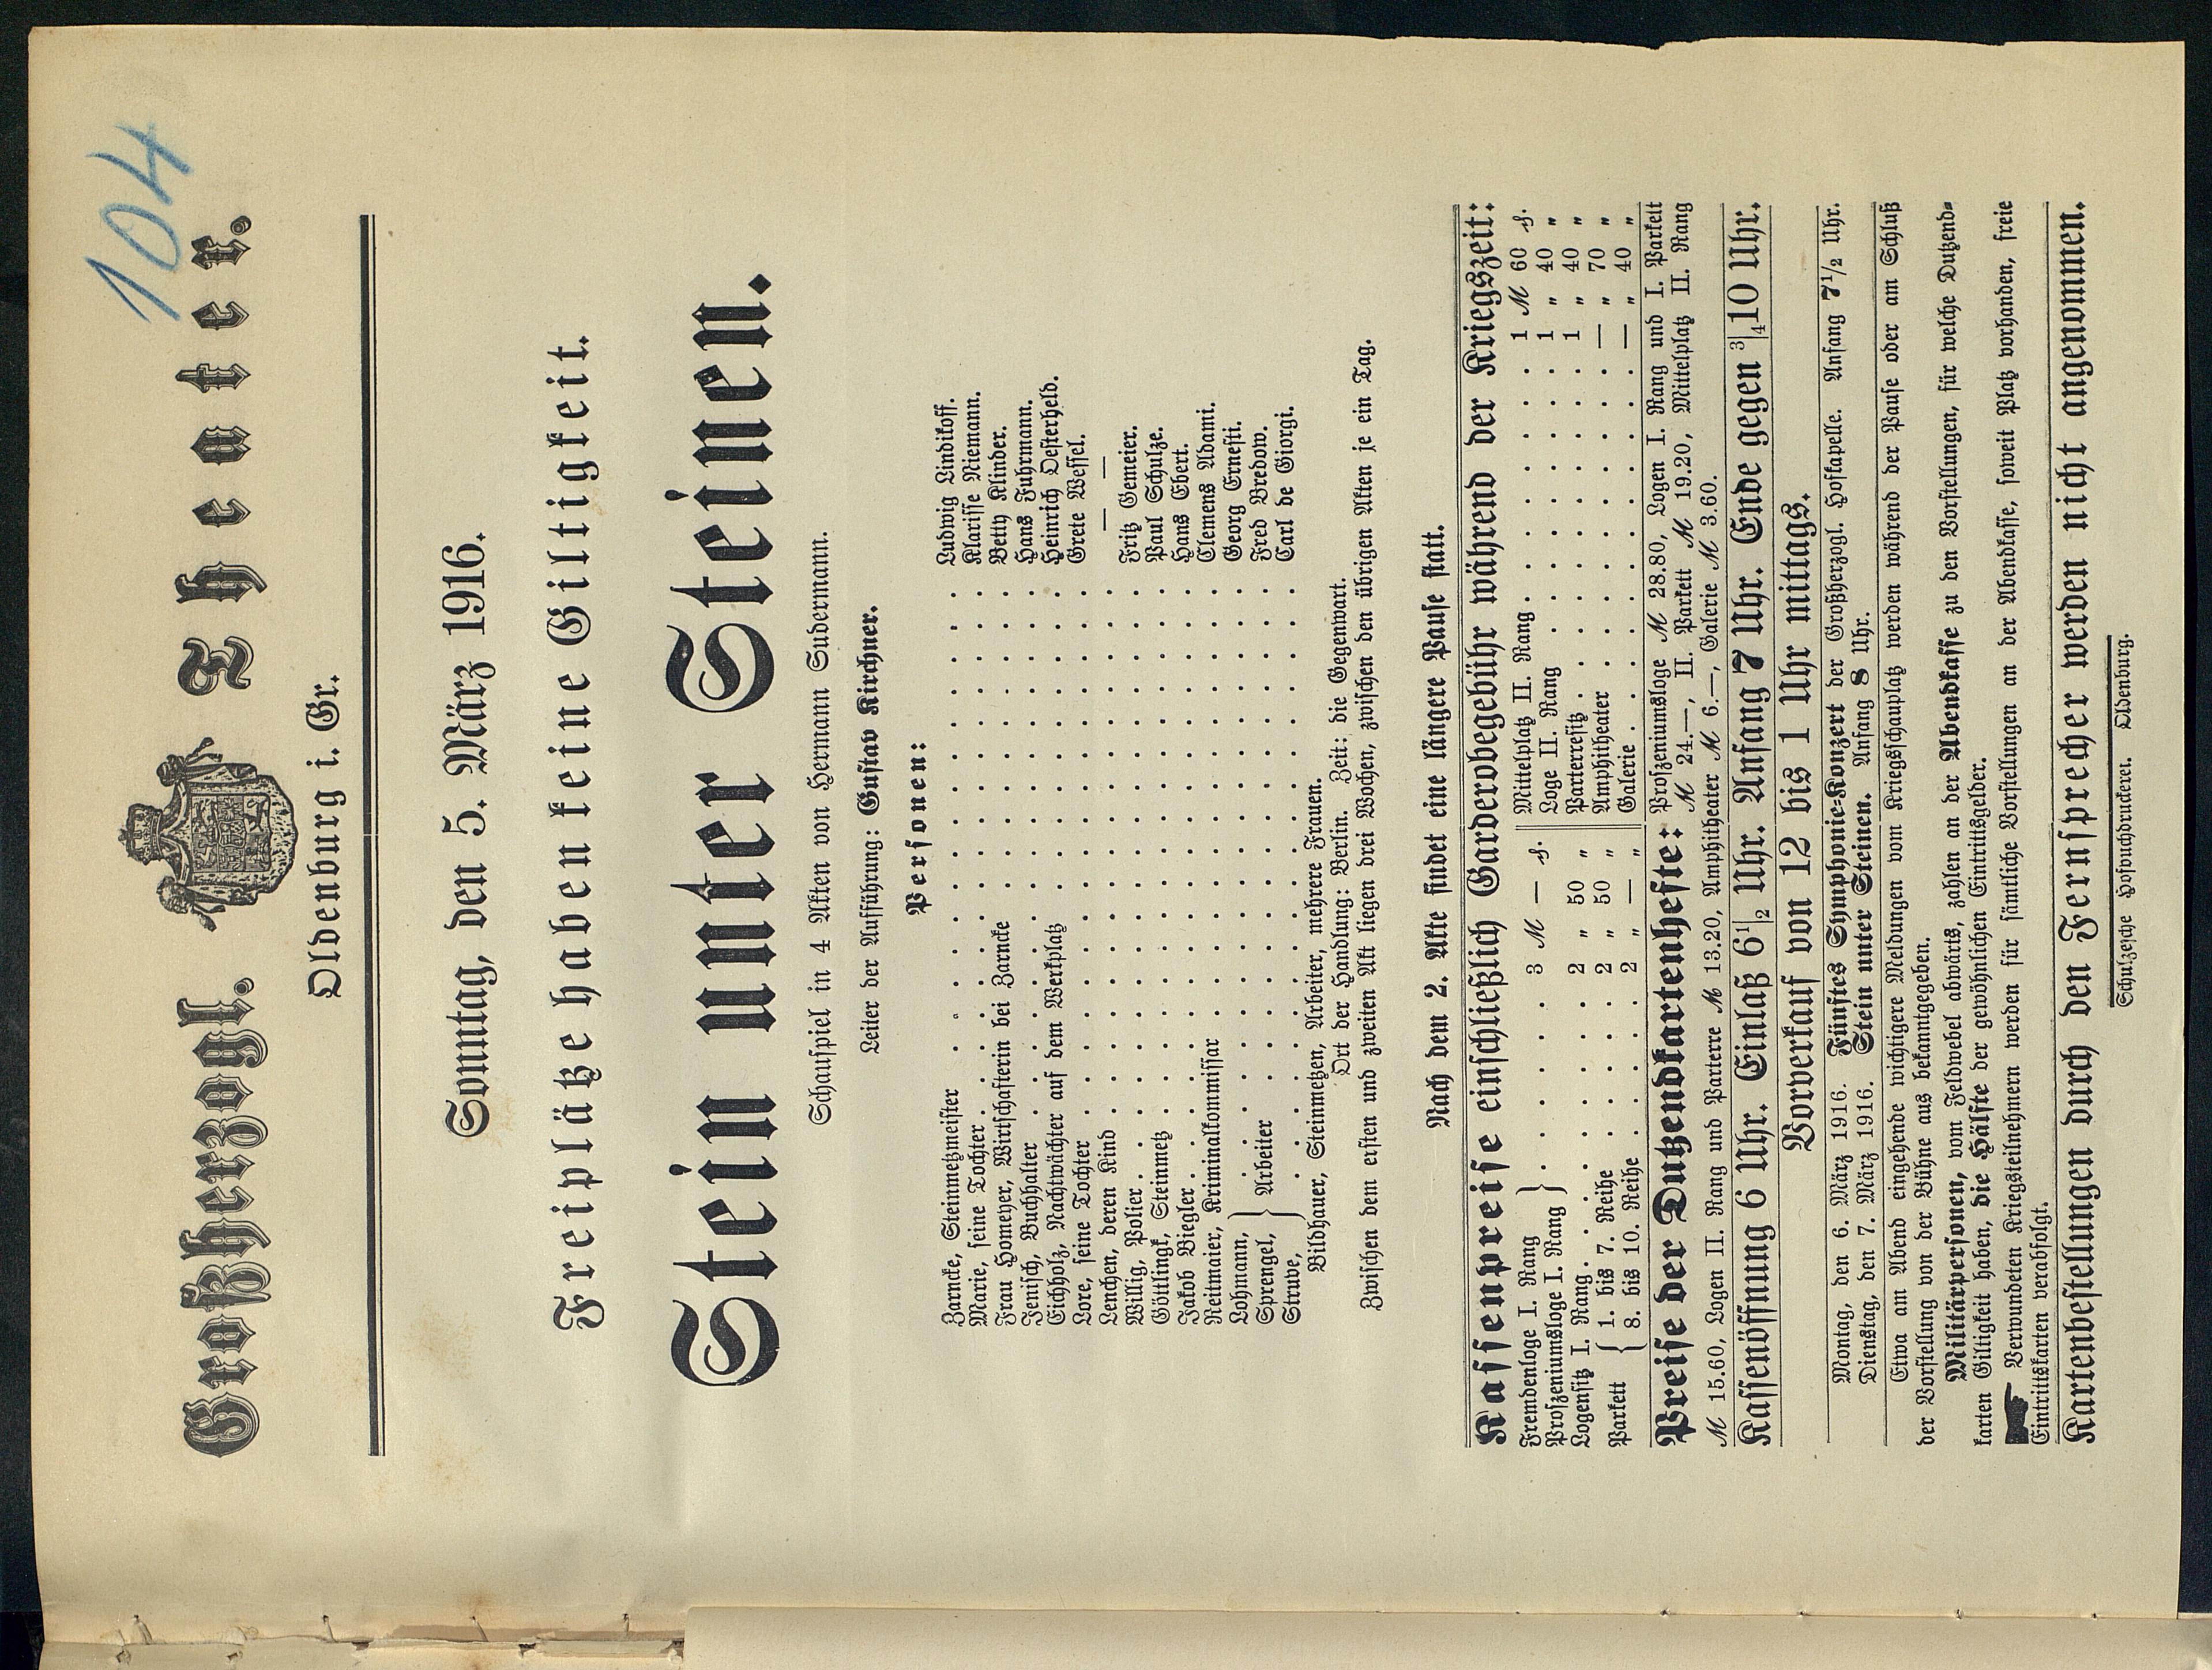 104
Großherzogl. Theater.
Oldenburg i. Gr.
Sonntag, den 5. März 1916.
Freiplätze haben keine Giltigkeit.
Stein unter Steinen.
Schauspiel in 4 Akten von Hermann Sudermann.
Leiter der Aufführung: Gustav Kirchner.
Personen:
Zarncke, Steinmetzmeister . . . . . . . . . . Ludwig Lindikoff.
Marie, seine Tochter . . . . . . . . . . Klarisse Niemann.
Frau Homeyer, Wirtschafterin bei Zarncke . . . . . . . . . . Betty Klinder.
Jenisch, Buchhalter . . . . . . . . . . Hans Fuhrmann.
Eichholz, Nachtwächter auf dem Werkplatz . . . . . . . . . . Heinrich Oesterheld.
Lore, seine Tochter . . . . . . . . . . Grete Wessel.
Lenchen, deren Kind . . . . . . . . . . — —
Willig, Polier . . . . . . . . . . Fritz Gemeier.
Göttlingk, Steinmetz . . . . . . . . . . Paul Schulze.
Jakob Biegler . . . . . . . . . . Hans Ebert.
Reitmaier, Kriminalkommissar . . . . . . . . . . Clemens Adami.
Lohmann, } . . . . . . . . . . Georg Ernesti.
Sprengel, } Arbeiter . . . . . . . . . . Fred Bredow.
Struve, } . . . . . . . . . . Carl de Giorgi.
Bildhauer, Steinmetzen, Arbeiter, mehrere Frauen.
Ort der Handlung: Berlin. Zeit: die Gegenwart.
Zwischen dem ersten und zweiten Akt liegen drei Wochen, zwischen den übrigen Akten je ein Tag.
Nach dem 2. Akte findet eine längere Pause statt.
Kassenpreise einschließlich Garderobegebühr während der Kriegszeit:
Fremdenloge I. Rang }
Proszeniumsloge I. Rang } . . . . . . 3 M — ₰.
Logensitz I. Rang . . . . . . 2 „ 50 „
Parkett { 1. bis 7. Reihe . . . . 2 „ 50 „
{ 8. bis 10. Reihe . . . . 2 „ — „
Mittelplatz II. Rang . . . . . . 1 M 60 ₰.
Loge II. Rang . . . . . . 1 „ 40 „
Parterresitz . . . . . . 1 „ 40 „
Amphitheater . . . . . . — „ 70 „
Galerie . . . . . . — „ 40 „
Preise der Dutzendkartenhefte: Proszeniumsloge M 28.80, Logen I. Rang und I. Parkett
M 24.—, II. Parkett M 19.20, Mittelplatz II. Rang
M 15.60, Logen II. Rang und Parterre M 13.20, Amphitheater M 6.—, Galerie M 3.60.
Kassenöffnung 6 Uhr. Einlaß 6½ Uhr. Anfang 7 Uhr. Ende gegen ¾10 Uhr.
Vorverkauf von 12 bis 1 Uhr mittags.
Montag, den 6. März 1916. Fünftes Symphonie-Konzert der Großherzogl. Hofkapelle. Anfang 7½ Uhr.
Dienstag, den 7. März 1916. Stein unter Steinen. Anfang 8 Uhr.
Etwa am Abend eingehende wichtigere Meldungen vom Kriegsschauplatz werden während der Pause oder am Schluß
der Vorstellung von der Bühne aus bekanntgegeben.
Militärpersonen, vom Feldwebel abwärts, zahlen an der Abendkasse zu den Vorstellungen, für welche Dutzend-
karten Giltigkeit haben, die Hälfte der gewöhnlichen Eintrittsgelder.
☛ Verwundeten Kriegsteilnehmern werden für sämtliche Vorstellungen an der Abendkasse, soweit Platz vorhanden, freie
Eintrittskarten verabfolgt.
Kartenbestellungen durch den Fernsprecher werden nicht angenommen.
Schulzesche Hofbuchdruckerei. Oldenburg.